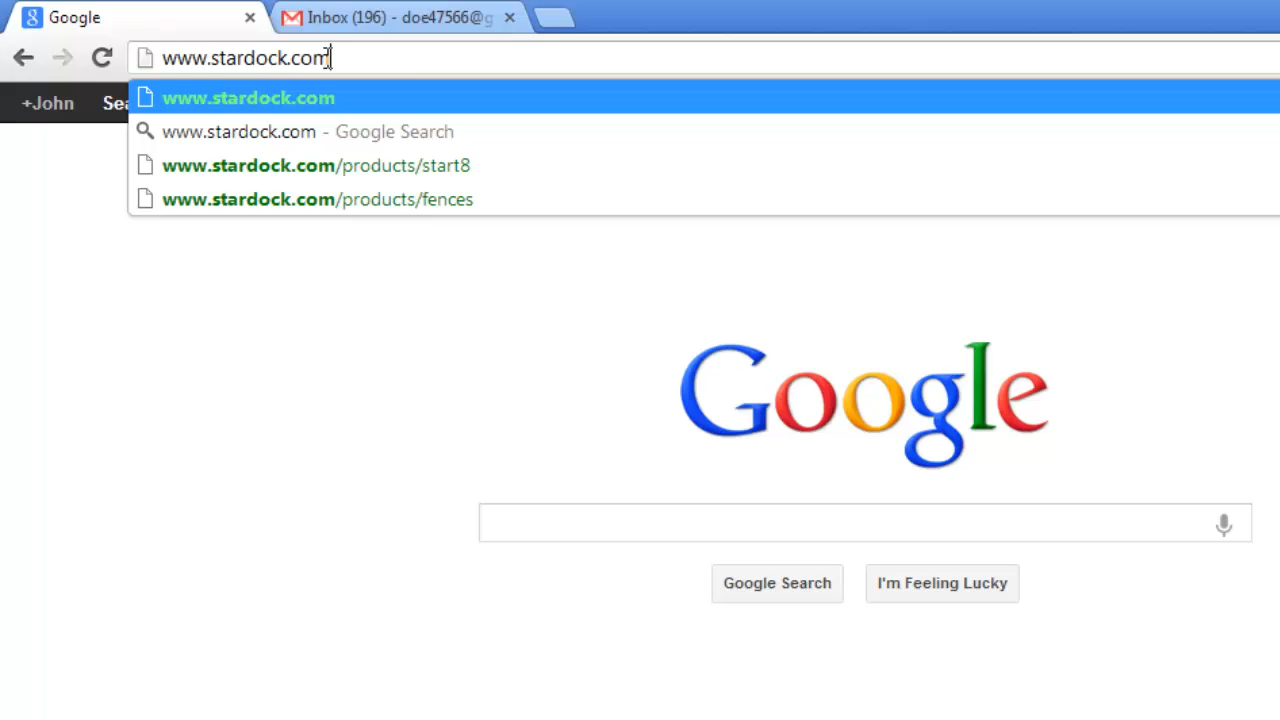 Google
Inbox (196) - doe47566@g
www.stardock.com
+John Sea
www.stardock.com
www.stardock.com - Google Search
www.stardock.com/products/start8
www.stardock.com/products/fences
Google
Google Search
I'm Feeling Lucky